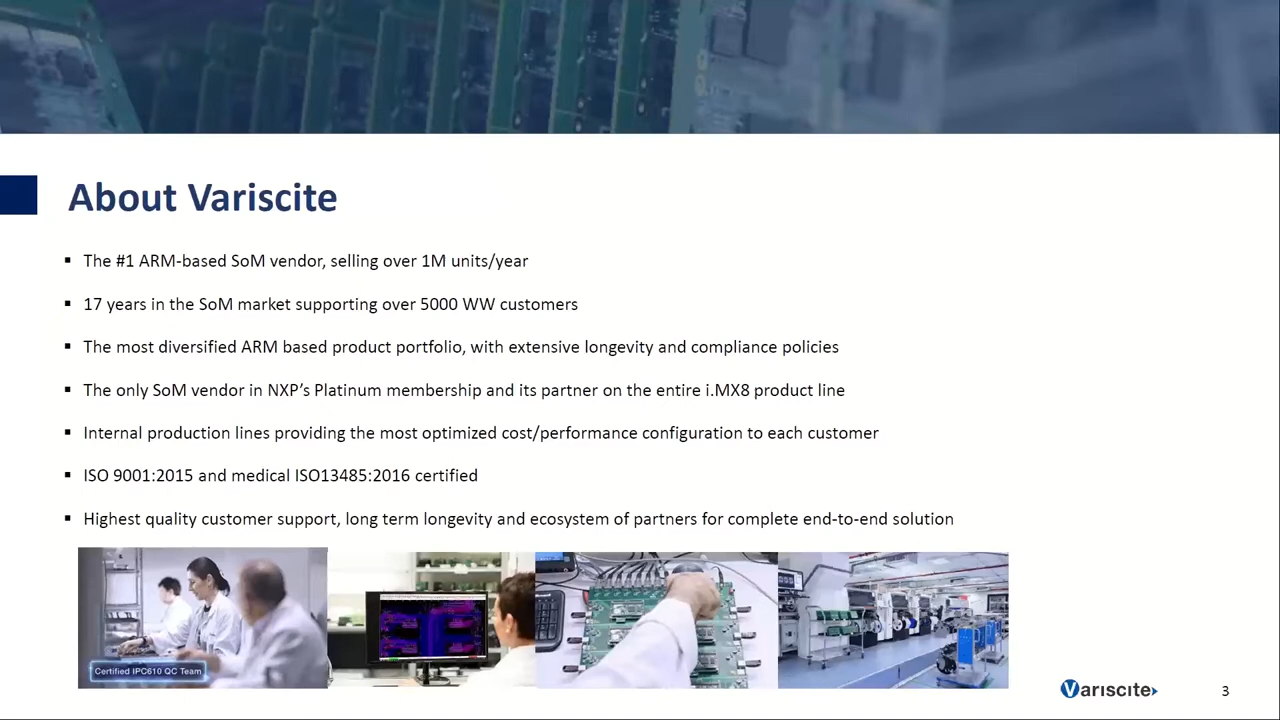 About Variscite
▪ The #1 ARM-based SoM vendor, selling over 1M units/year
▪ 17 years in the SoM market supporting over 5000 WW customers
▪ The most diversified ARM based product portfolio, with extensive longevity and compliance policies
▪ The only SoM vendor in NXP’s Platinum membership and its partner on the entire i.MX8 product line
▪ Internal production lines providing the most optimized cost/performance configuration to each customer
▪ ISO 9001:2015 and medical ISO13485:2016 certified
▪ Highest quality customer support, long term longevity and ecosystem of partners for complete end-to-end solution
Certified IPC610 QC Team
Variscite
3